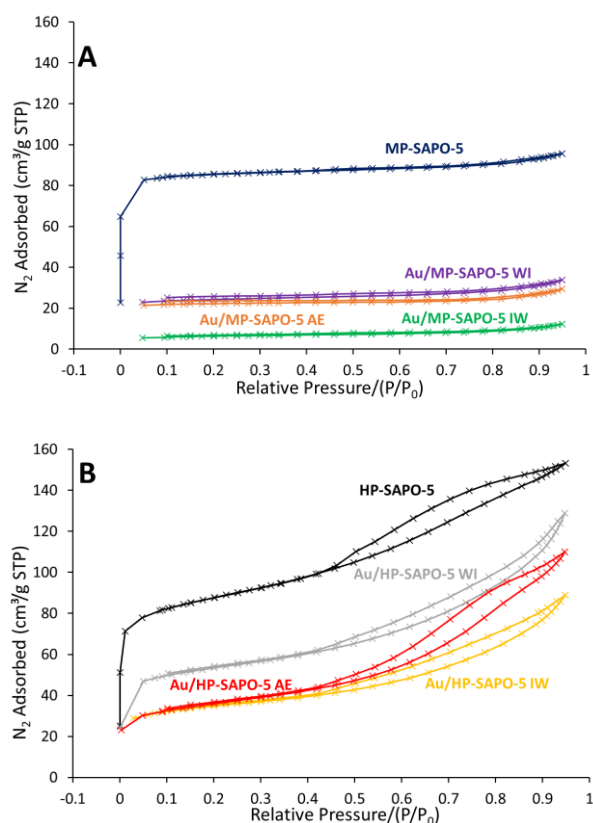 A
160
140
120
100
80
60
40
20
0
N₂ Adsorbed (cm³/g STP)
MP-SAPO-5
Au/MP-SAPO-5 WI
Au/MP-SAPO-5 AE
Au/MP-SAPO-5 IW
-0.1 0 0.1 0.2 0.3 0.4 0.5 0.6 0.7 0.8 0.9 1
Relative Pressure/(P/P₀)
B
160
140
120
100
80
60
40
20
0
N₂ Adsorbed (cm³/g STP)
HP-SAPO-5
Au/HP-SAPO-5 WI
Au/HP-SAPO-5 AE
Au/HP-SAPO-5 IW
-0.1 0 0.1 0.2 0.3 0.4 0.5 0.6 0.7 0.8 0.9 1
Relative Pressure/(P/P₀)